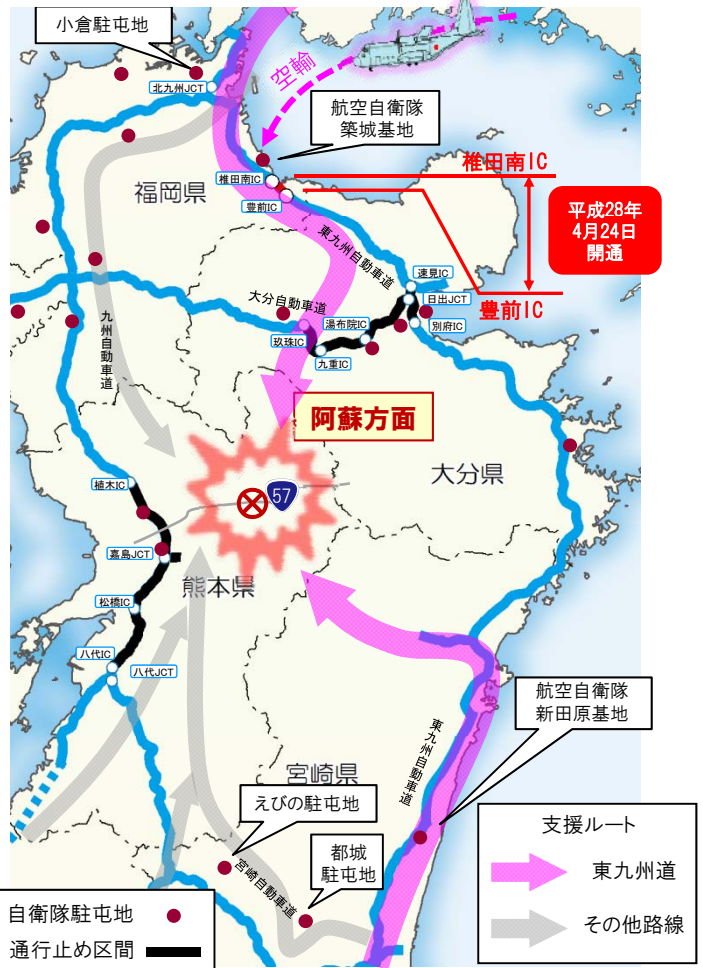 小倉駐屯地
北九州JCT
空輸
航空自衛隊
築城基地
椎田南IC
椎田南IC
福岡県
豊前IC
平成28年
4月24日
開通
東九州自動車道
速見IC
日出JCT
豊前IC
大分自動車道
湯布院IC
別府IC
玖珠IC
九重IC
九州自動車道
阿蘇方面
大分県
57
植木IC
嘉島JCT
熊本県
松橋IC
八代IC
八代JCT
航空自衛隊
新田原基地
東九州自動車道
宮崎県
えびの駐屯地
都城
駐屯地
宮崎自動車道
支援ルート
東九州道
その他路線
自衛隊駐屯地
通行止め区間